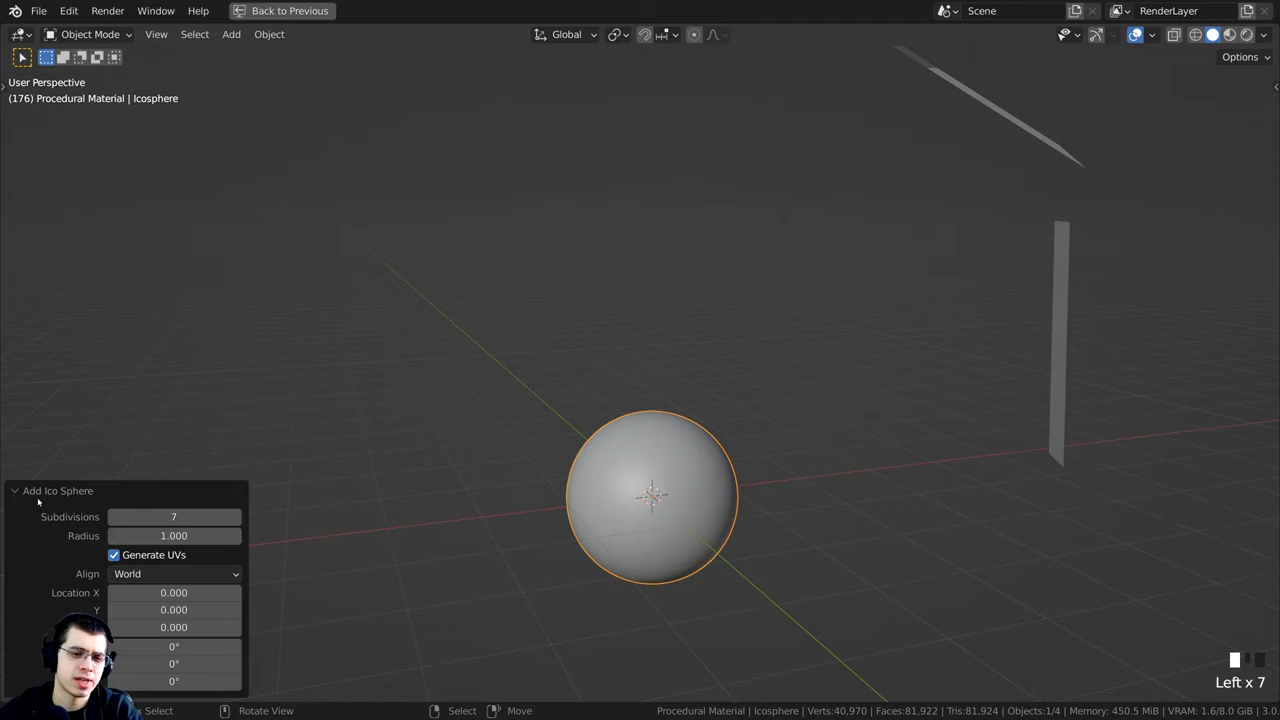 File Edit Render Window Help Back to Previous Scene RenderLayer
Object Mode View Select Add Object Global
Options
User Perspective
(176) Procedural Material | Icosphere
Add Ico Sphere
Subdivisions 7
Radius 1.000
Generate UVs
Align World
Location X 0.000
Y 0.000
0.000
0°
0°
0°
Left x 7
Select Rotate View Select Move Procedural Material | Icosphere | Verts:40,970 | Faces:81,922 | Tris:81,924 | Objects:1/4 | Memory: 450.5 MiB | VRAM: 1.6/8.0 GiB | 3.0